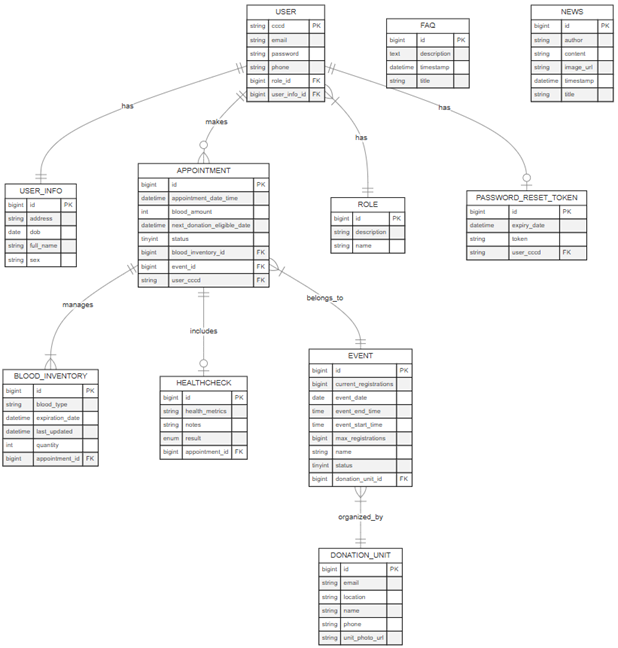 USER
string cccd PK
string email
string password
string phone
bigint role_id FK
bigint user_info_id FK
FAQ
bigint id PK
text description
datetime timestamp
string title
NEWS
bigint id PK
string author
string content
string image_url
datetime timestamp
string title
has
makes
has
has
USER_INFO
bigint id PK
string address
date dob
string full_name
string sex
APPOINTMENT
bigint id PK
datetime appointment_date_time
int blood_amount
datetime next_donation_eligible_date
tinyint status
bigint blood_inventory_id FK
bigint event_id FK
string user_cccd FK
ROLE
bigint id PK
string description
string name
PASSWORD_RESET_TOKEN
bigint id PK
datetime expiry_date
string token
string user_cccd FK
manages
includes
belongs_to
BLOOD_INVENTORY
bigint id PK
string blood_type
datetime expiration_date
datetime last_updated
int quantity
bigint appointment_id FK
HEALTHCHECK
bigint id PK
string health_metrics
string notes
enum result
bigint appointment_id FK
EVENT
bigint id PK
bigint current_registrations
date event_date
time event_end_time
time event_start_time
bigint max_registrations
string name
tinyint status
bigint donation_unit_id FK
organized_by
DONATION_UNIT
bigint id PK
string email
string location
string name
string phone
string unit_photo_url